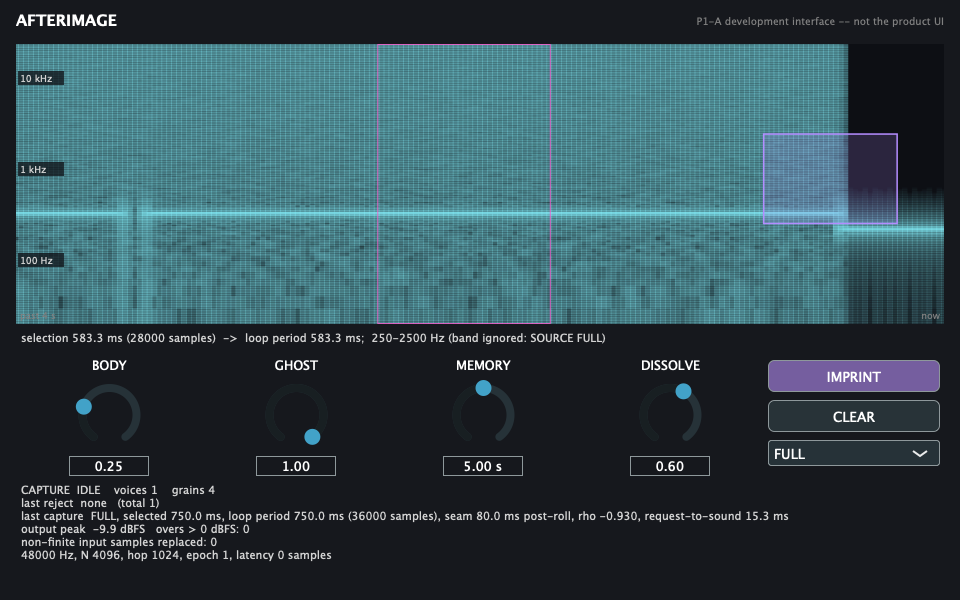 AFTERIMAGE
P1-A development interface -- not the product UI
10 kHz
1 kHz
100 Hz
now
selection 583.3 ms (28000 samples) -> loop period 583.3 ms; 250-2500 Hz (band ignored: SOURCE FULL)
BODY GHOST MEMORY DISSOLVE
IMPRINT
CLEAR
FULL
0.25 1.00 5.00 s 0.60
CAPTURE IDLE voices 1 grains 4
last reject none (total 1)
last capture FULL, selected 750.0 ms, loop period 750.0 ms (36000 samples), seam 80.0 ms post-roll, rho -0.930, request-to-sound 15.3 ms
output peak -9.9 dBFS overs > 0 dBFS: 0
non-finite input samples replaced: 0
48000 Hz, N 4096, hop 1024, epoch 1, latency 0 samples